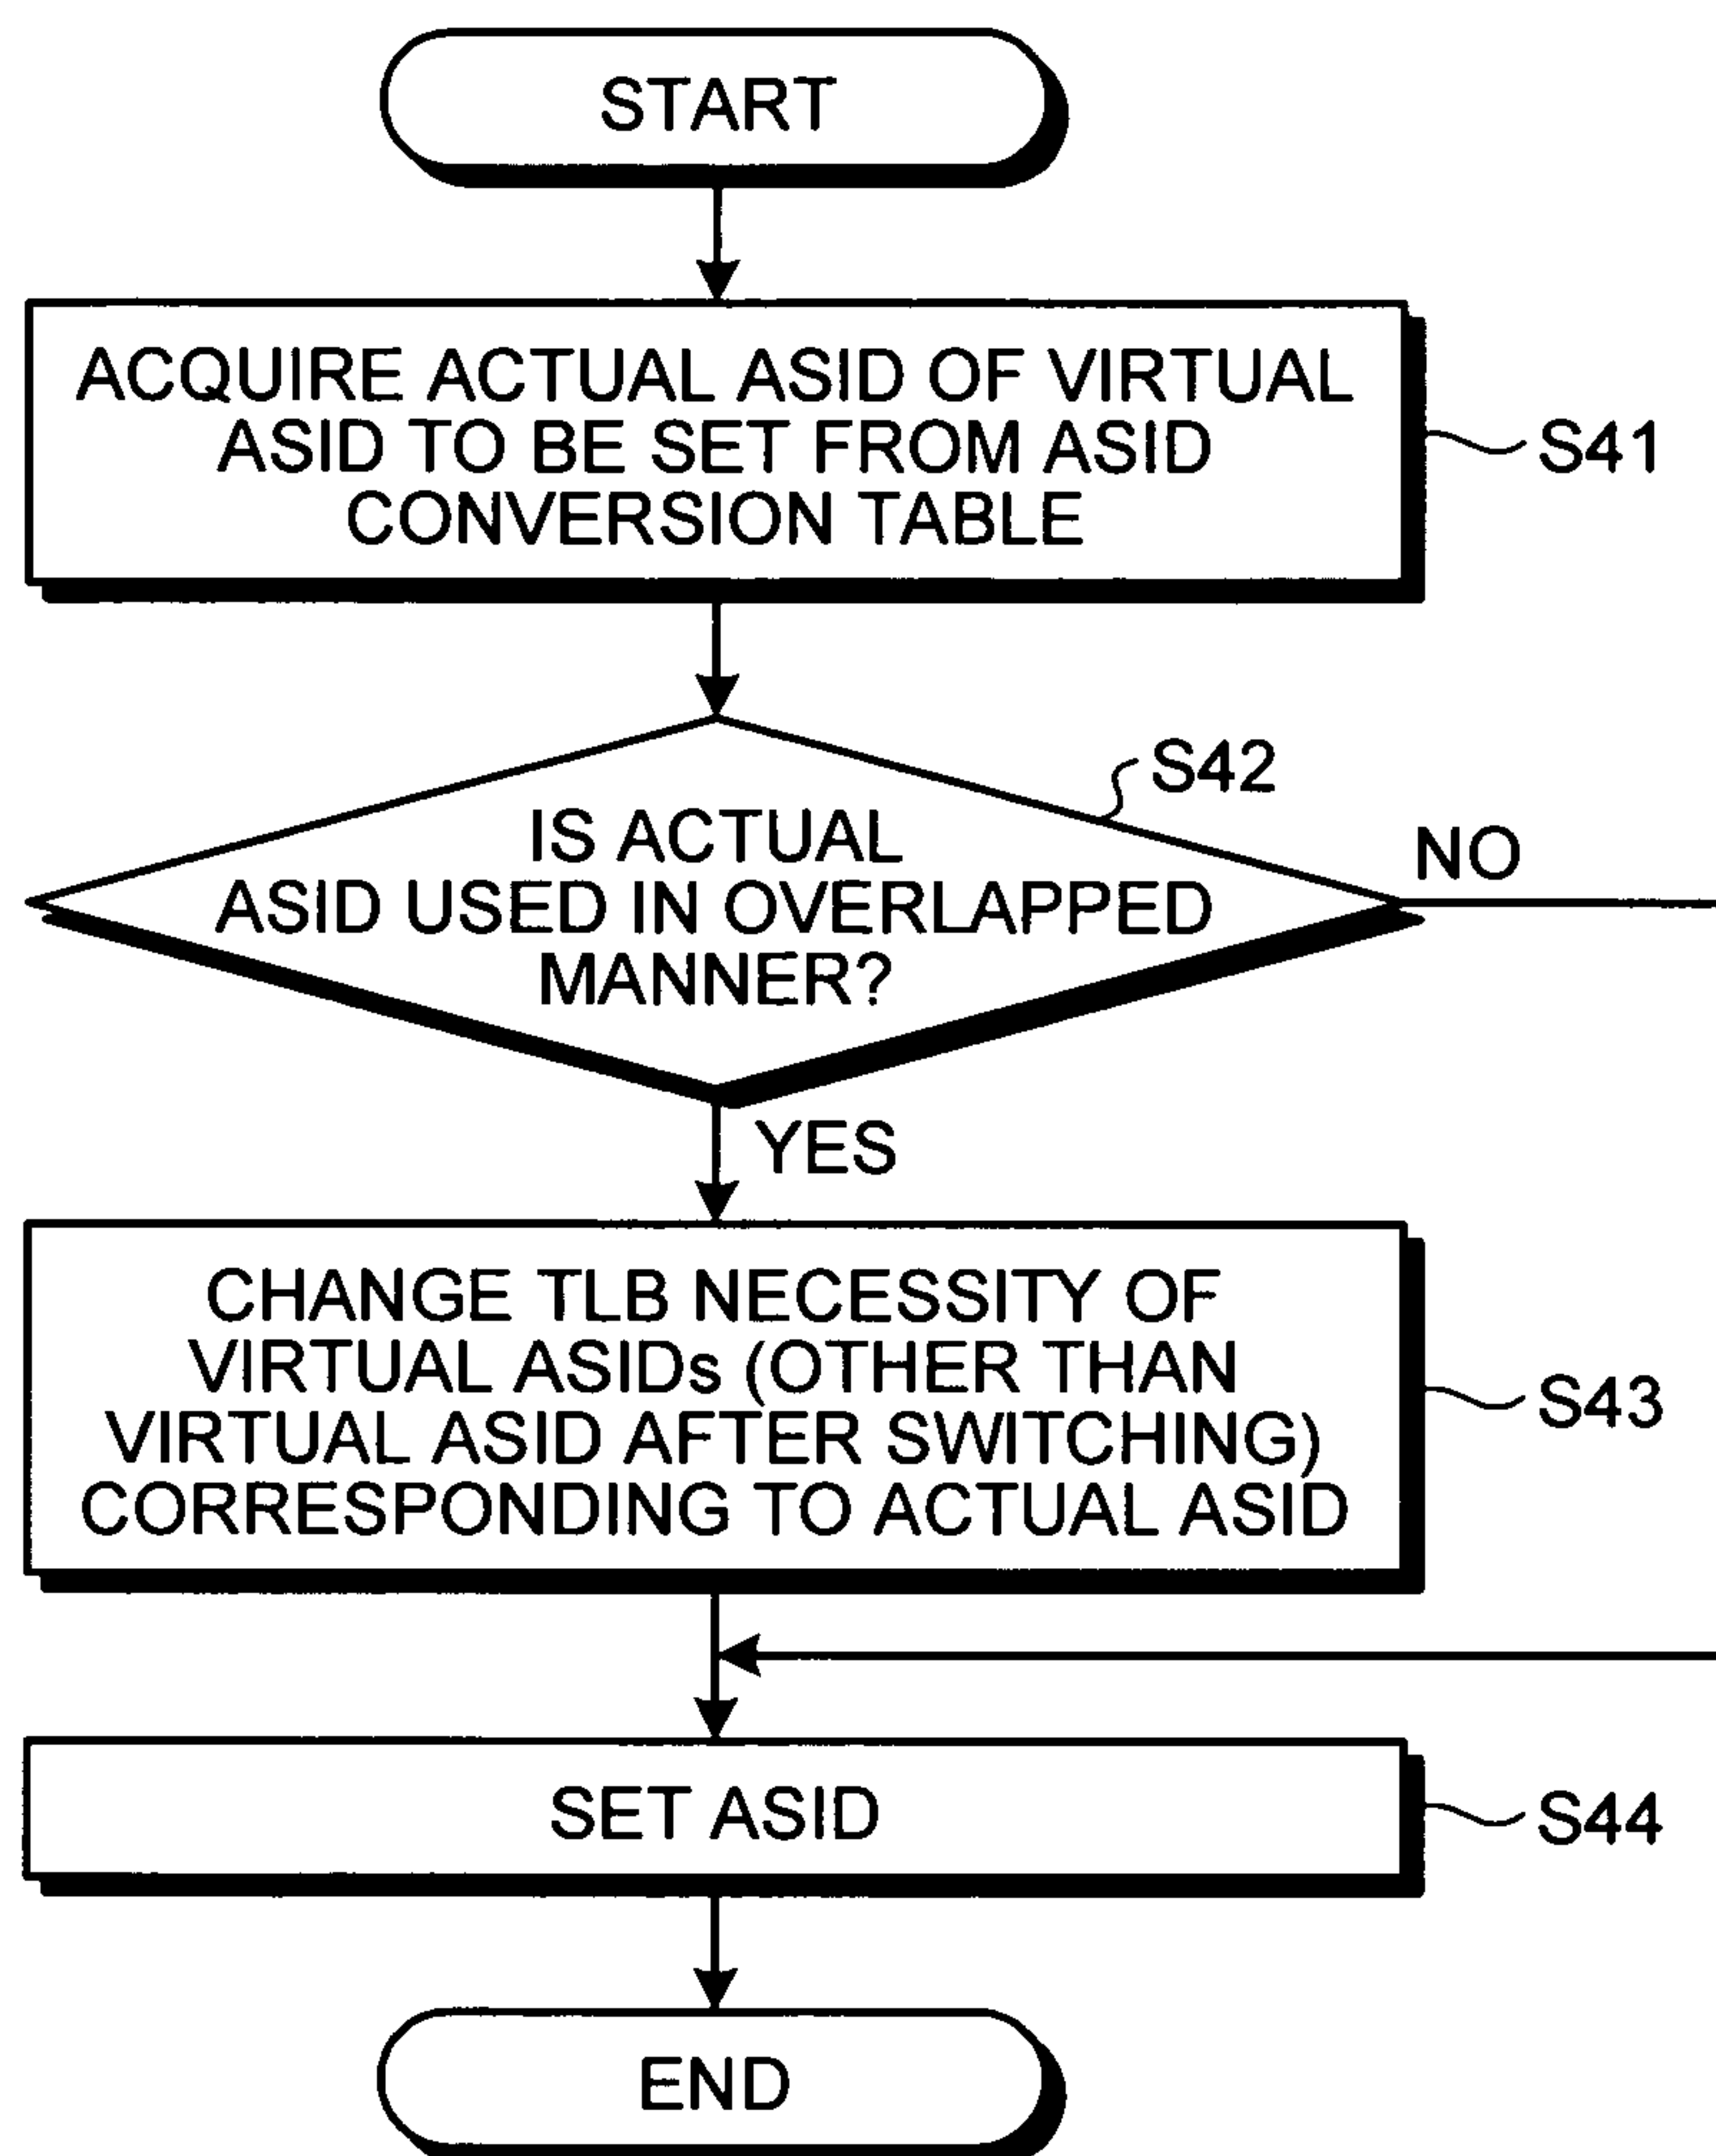 START
ACQUIRE ACTUAL ASID OF VIRTUAL
ASID TO BE SET FROM ASID
CONVERSION TABLE
S41
S42
IS ACTUAL
ASID USED IN OVERLAPPED
MANNER?
NO
YES
CHANGE TLB NECESSITY OF
VIRTUAL ASIDs (OTHER THAN
VIRTUAL ASID AFTER SWITCHING)
CORRESPONDING TO ACTUAL ASID
S43
SET ASID
S44
END